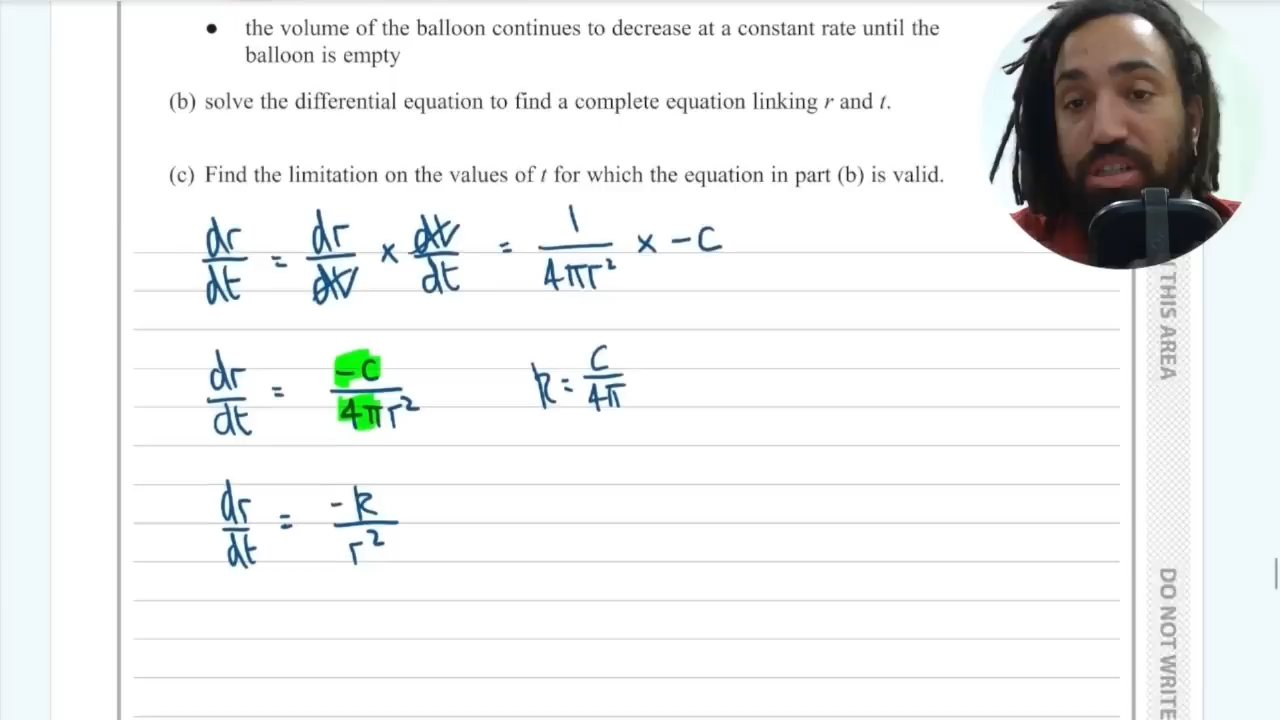 • the volume of the balloon continues to decrease at a constant rate until the
balloon is empty
(b) solve the differential equation to find a complete equation linking r and t.
(c) Find the limitation on the values of t for which the equation in part (b) is valid.
dr/dt = dr/dV × dV/dt = 1/4πr² × -C
dr/dt = -C/4πr² k = C/4π
dr/dt = -k/r²
THIS AREA
DO NOT WRITE